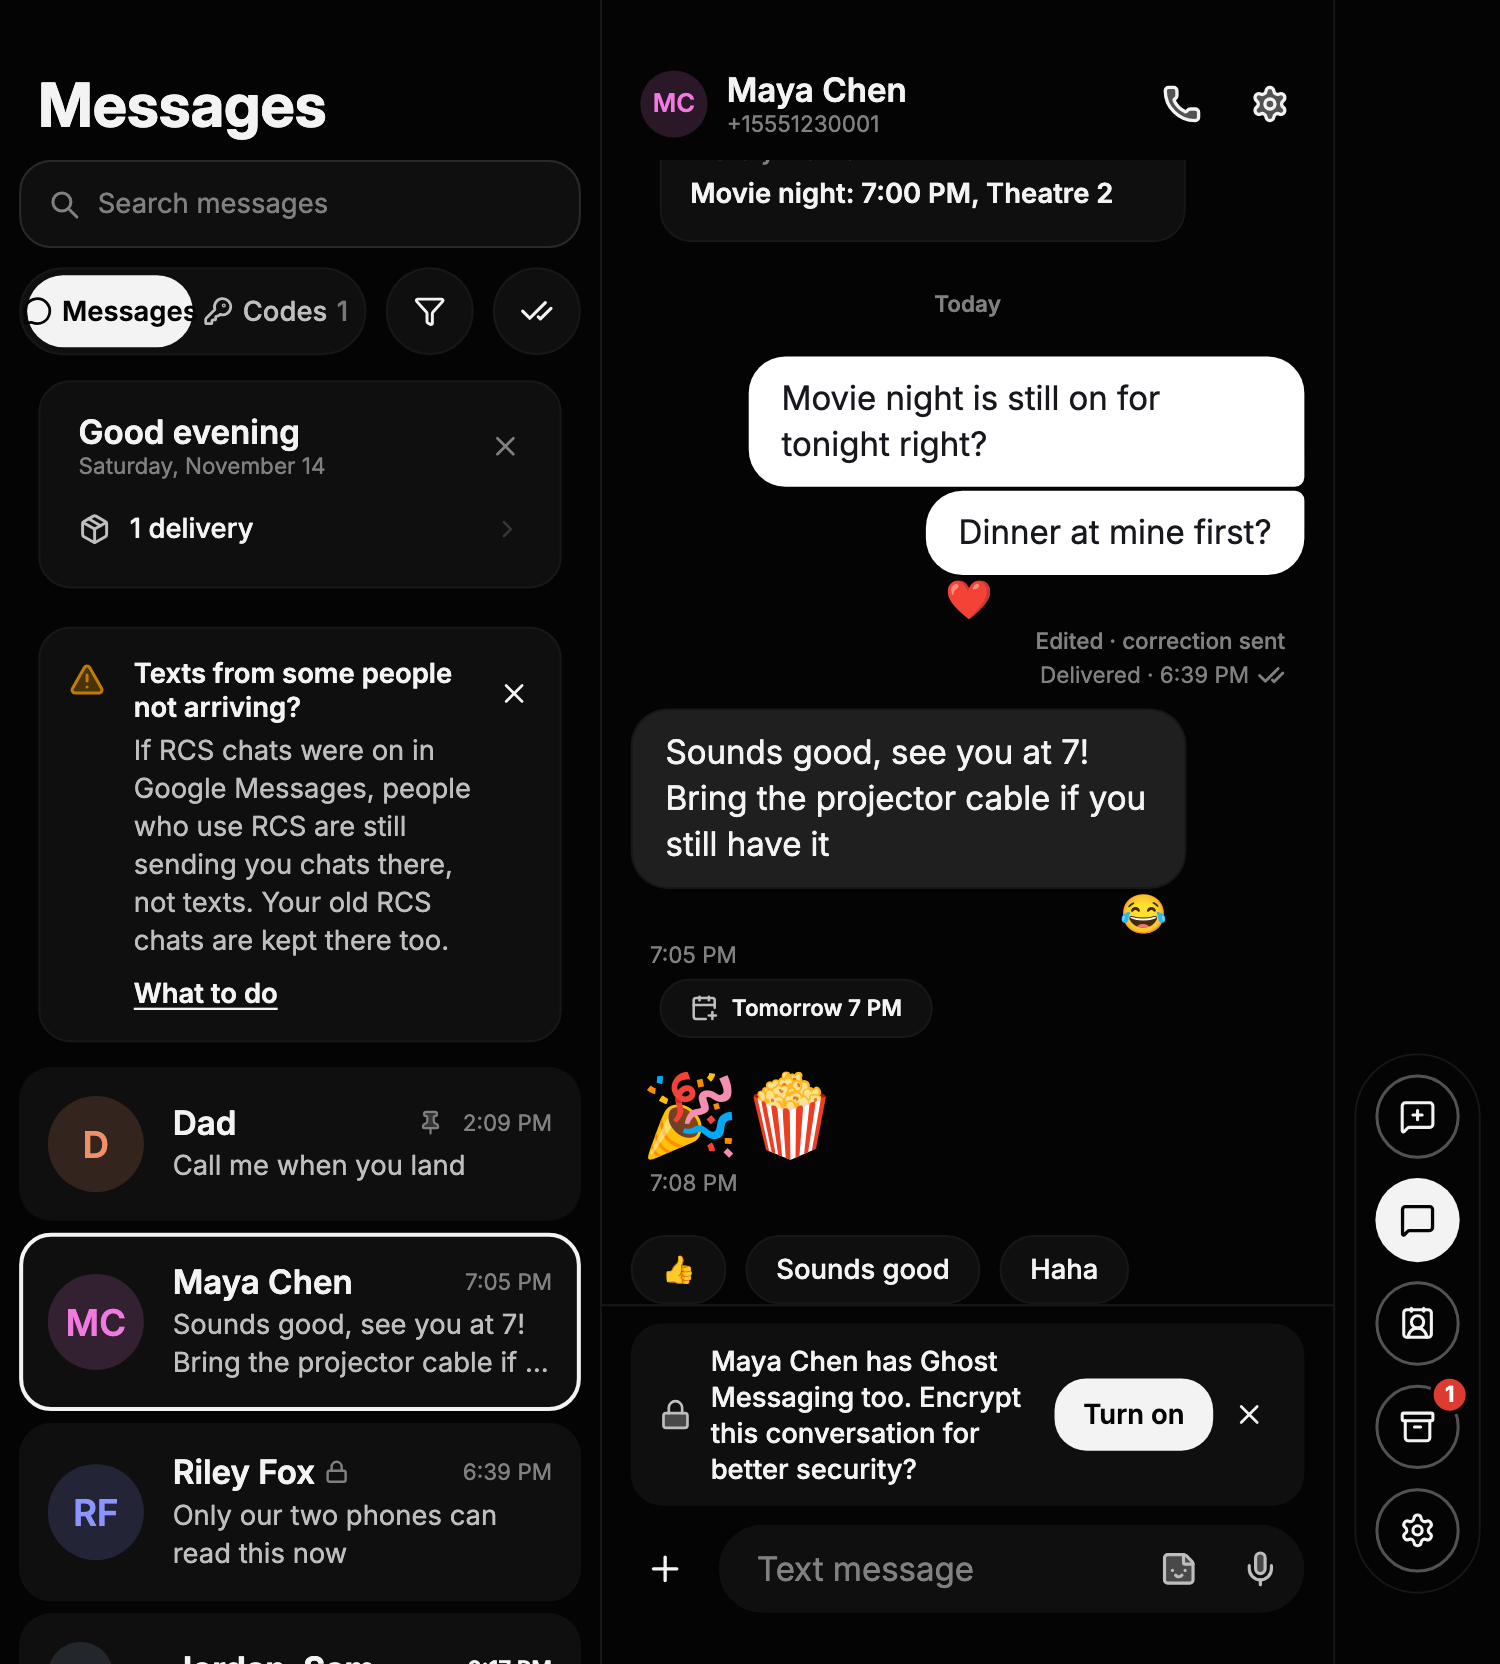 Messages
Search messages
Messages
Codes 1
Good evening
Saturday, November 14
1 delivery
Texts from some people
not arriving?
If RCS chats were on in
Google Messages, people
who use RCS are still
sending you chats there,
not texts. Your old RCS
chats are kept there too.
What to do
D
Dad
2:09 PM
Call me when you land
MC
Maya Chen
7:05 PM
Sounds good, see you at 7!
Bring the projector cable if ...
RF
Riley Fox
6:39 PM
Only our two phones can
read this now
MC
Maya Chen
+15551230001
Movie night: 7:00 PM, Theatre 2
Today
Movie night is still on for
tonight right?
Dinner at mine first?
❤️
Edited · correction sent
Delivered · 6:39 PM
Sounds good, see you at 7!
Bring the projector cable if you
still have it
😂
7:05 PM
Tomorrow 7 PM
🎉🍿
7:08 PM
👍
Sounds good
Haha
Maya Chen has Ghost
Messaging too. Encrypt
this conversation for
better security?
Turn on
Text message
1